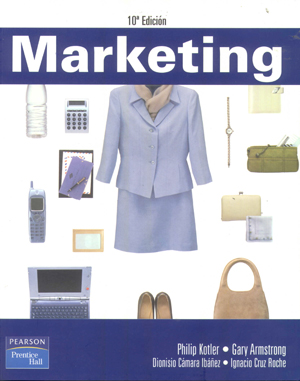 10ª Edición
Marketing
Philip Kotler • Gary Armstrong
Dionisio Cámara Ibáñez • Ignacio Cruz Roche
PEARSON
Prentice
Hall